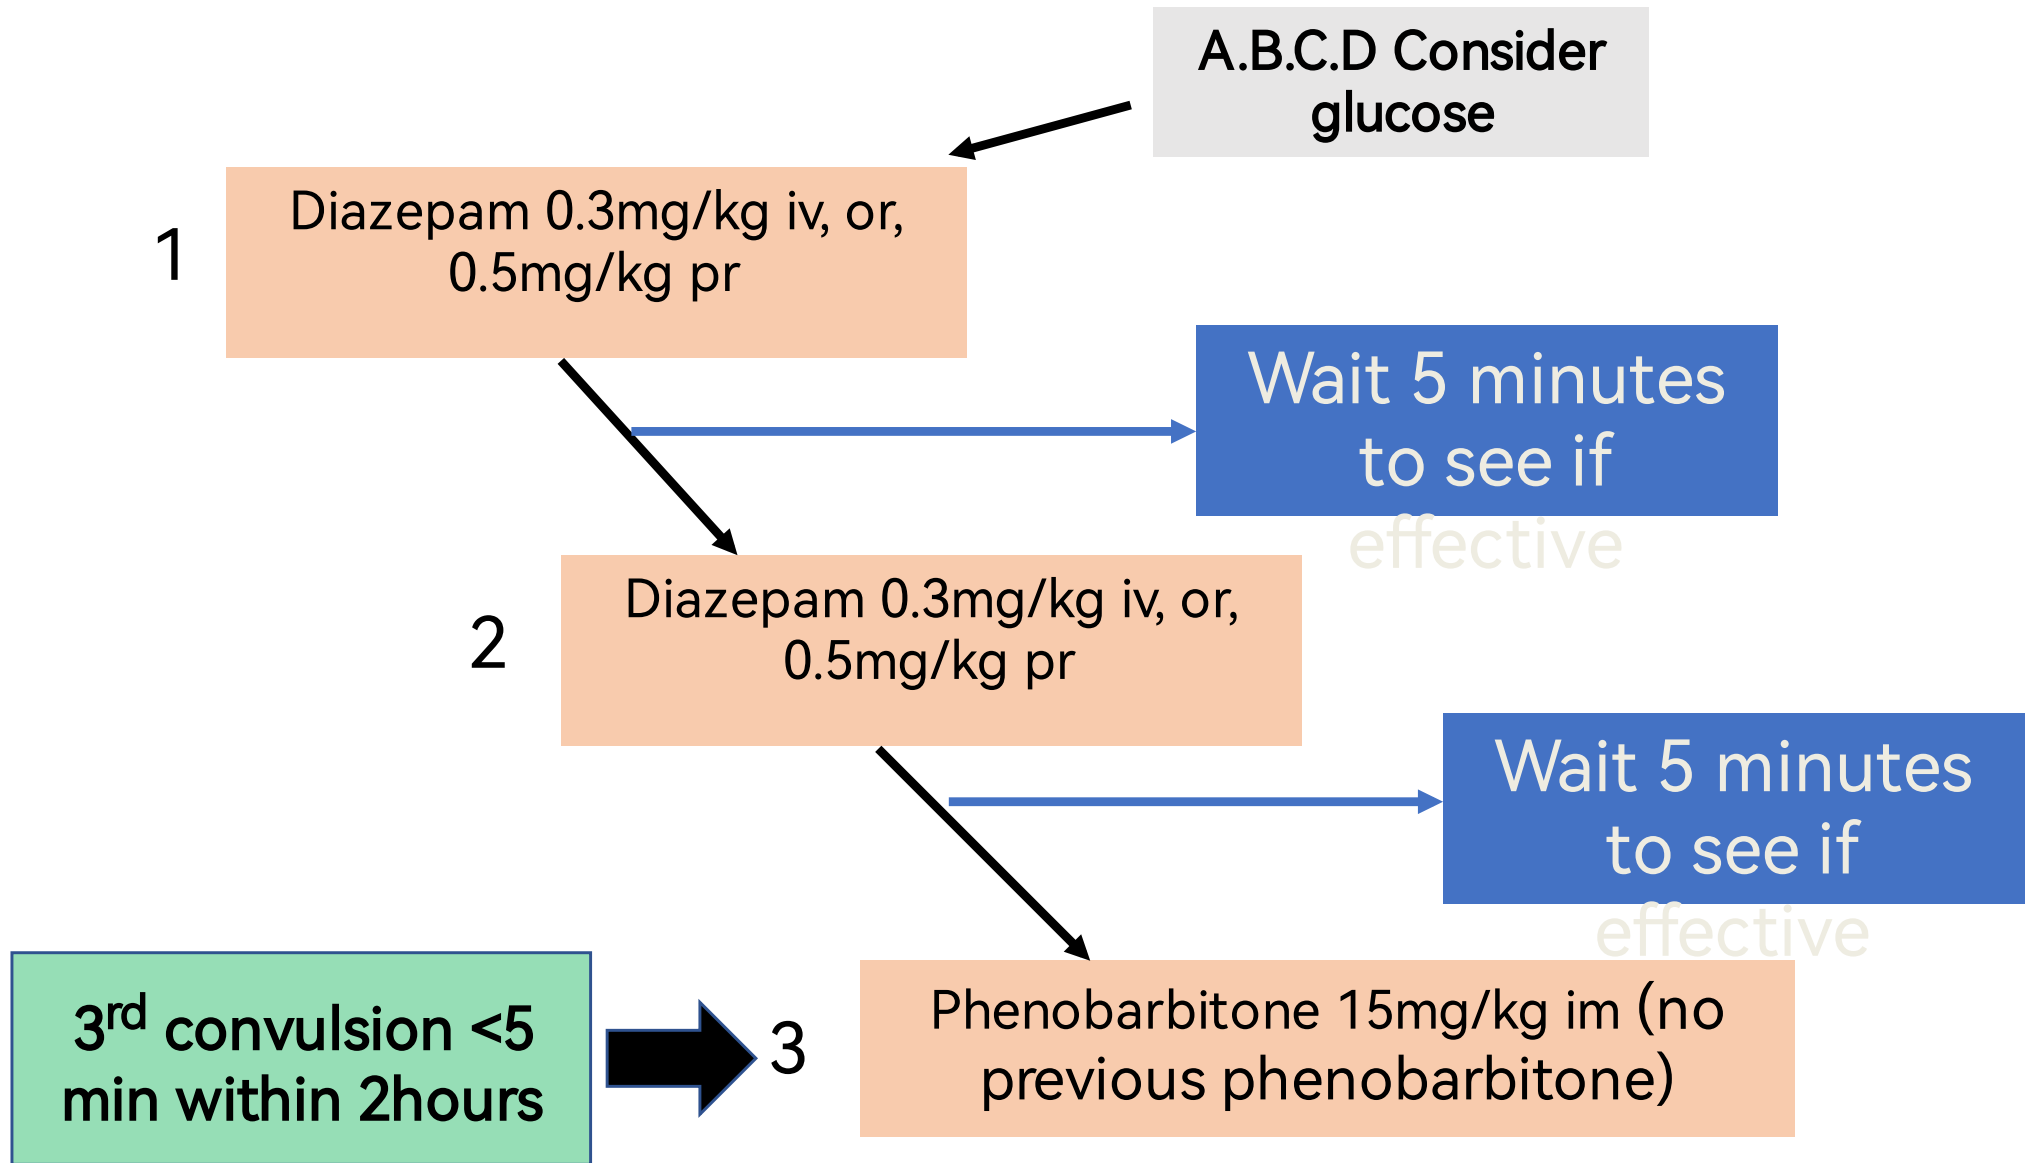 A.B.C.D Consider
glucose
1
Diazepam 0.3mg/kg iv, or,
0.5mg/kg pr
Wait 5 minutes
to see if
effective
2
Diazepam 0.3mg/kg iv, or,
0.5mg/kg pr
Wait 5 minutes
to see if
effective
3rd convulsion <5
min within 2hours
3
Phenobarbitone 15mg/kg im (no
previous phenobarbitone)